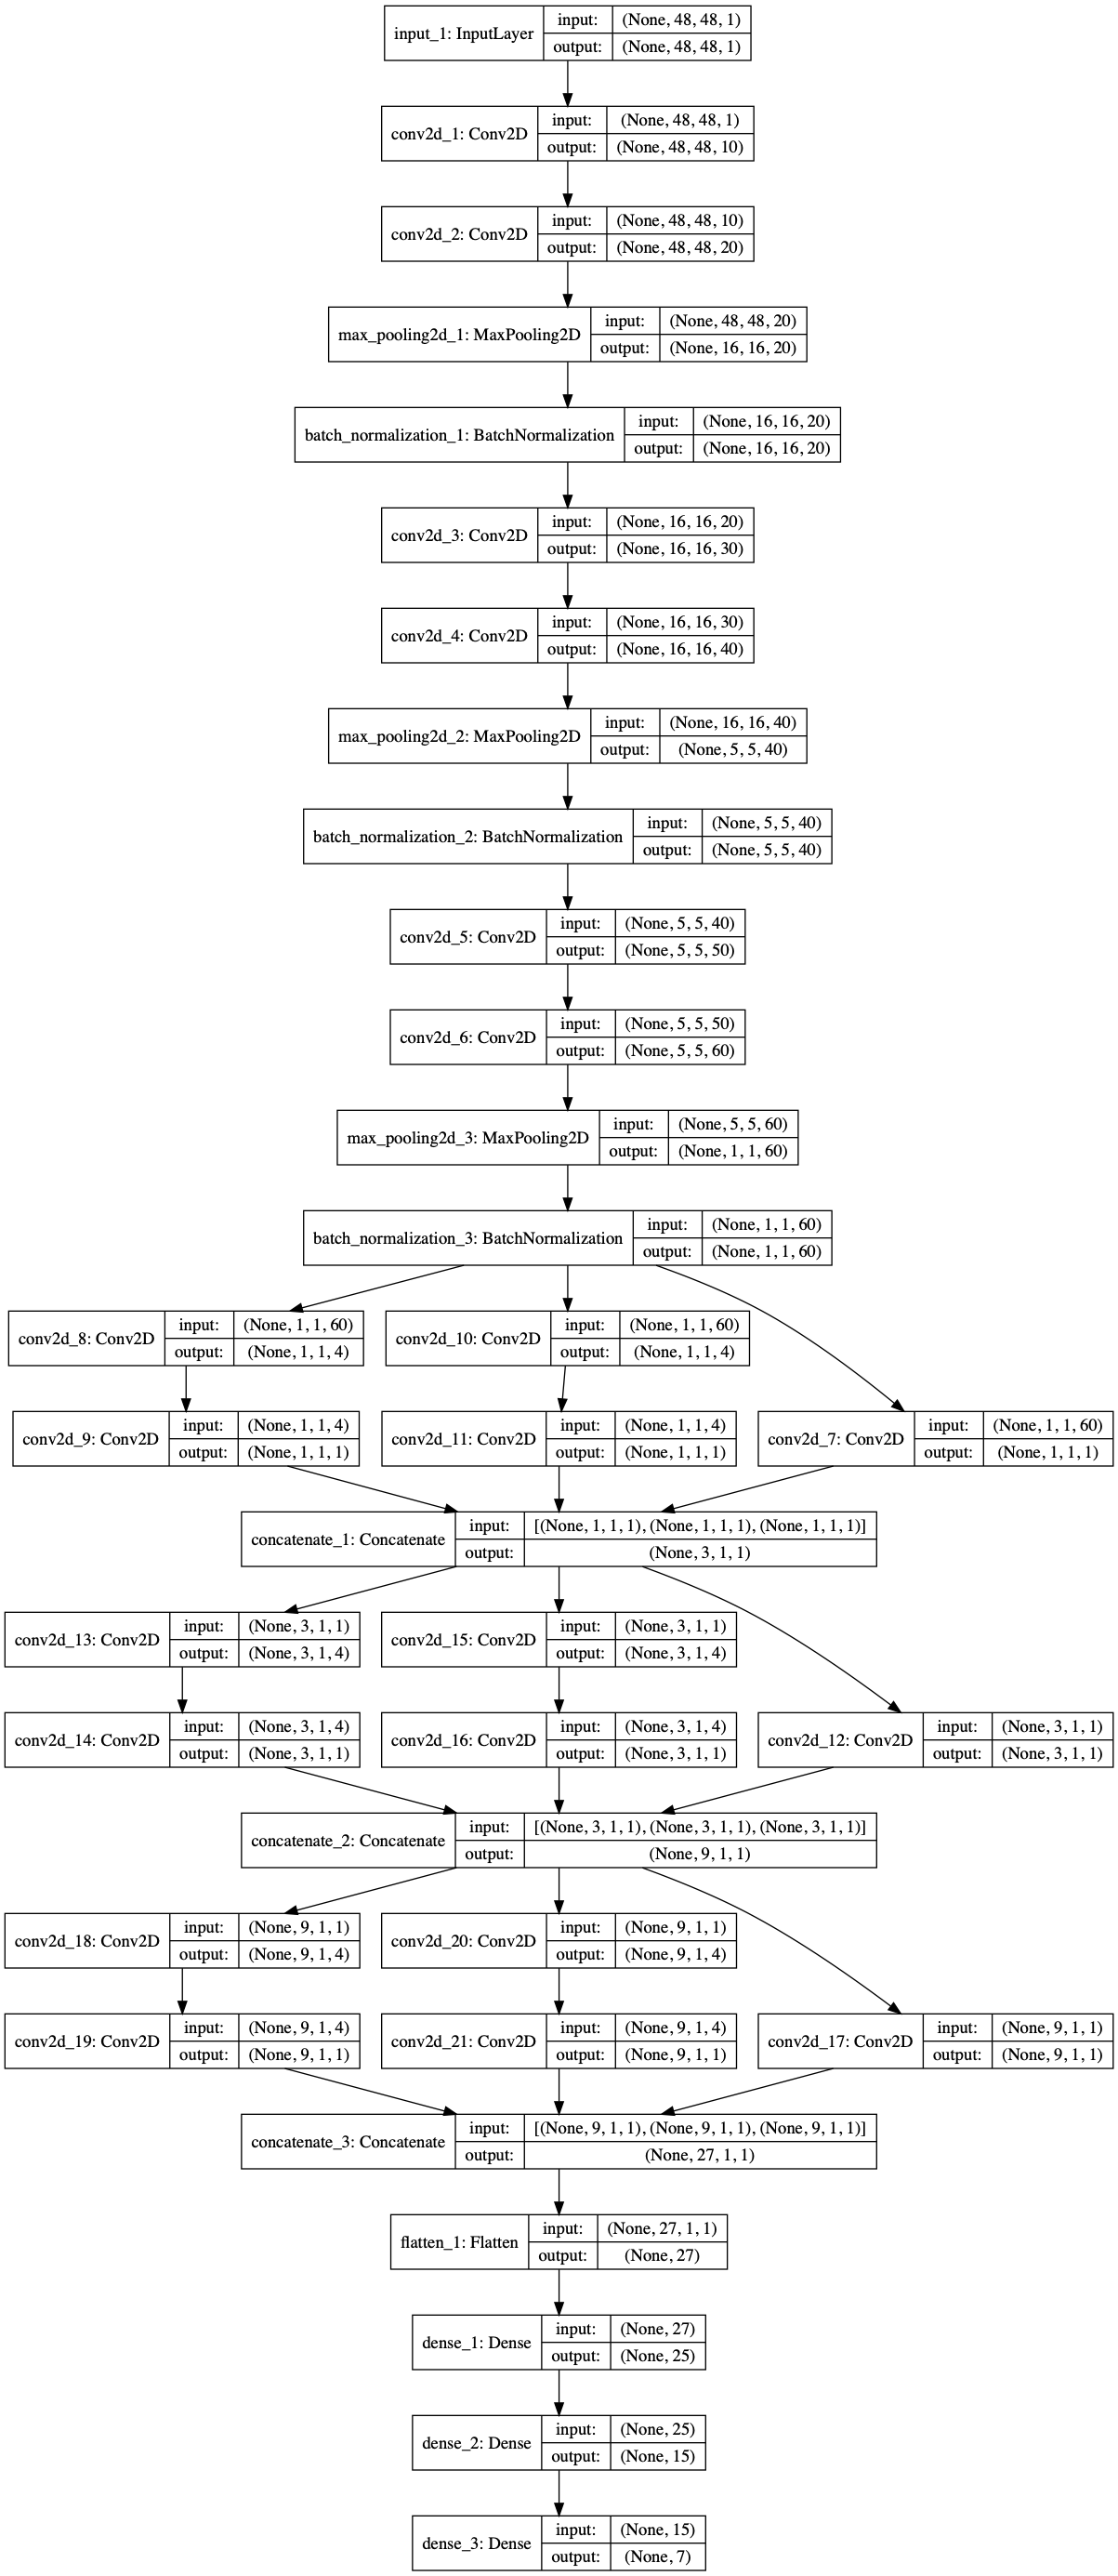 input_1: InputLayer
input: (None, 48, 48, 1)
output: (None, 48, 48, 1)
conv2d_1: Conv2D
input: (None, 48, 48, 1)
output: (None, 48, 48, 10)
conv2d_2: Conv2D
input: (None, 48, 48, 10)
output: (None, 48, 48, 20)
max_pooling2d_1: MaxPooling2D
input: (None, 48, 48, 20)
output: (None, 16, 16, 20)
batch_normalization_1: BatchNormalization
input: (None, 16, 16, 20)
output: (None, 16, 16, 20)
conv2d_3: Conv2D
input: (None, 16, 16, 20)
output: (None, 16, 16, 30)
conv2d_4: Conv2D
input: (None, 16, 16, 30)
output: (None, 16, 16, 40)
max_pooling2d_2: MaxPooling2D
input: (None, 16, 16, 40)
output: (None, 5, 5, 40)
batch_normalization_2: BatchNormalization
input: (None, 5, 5, 40)
output: (None, 5, 5, 40)
conv2d_5: Conv2D
input: (None, 5, 5, 40)
output: (None, 5, 5, 50)
conv2d_6: Conv2D
input: (None, 5, 5, 50)
output: (None, 5, 5, 60)
max_pooling2d_3: MaxPooling2D
input: (None, 5, 5, 60)
output: (None, 1, 1, 60)
batch_normalization_3: BatchNormalization
input: (None, 1, 1, 60)
output: (None, 1, 1, 60)
conv2d_8: Conv2D
input: (None, 1, 1, 60)
output: (None, 1, 1, 4)
conv2d_10: Conv2D
input: (None, 1, 1, 60)
output: (None, 1, 1, 4)
conv2d_9: Conv2D
input: (None, 1, 1, 4)
output: (None, 1, 1, 1)
conv2d_11: Conv2D
input: (None, 1, 1, 4)
output: (None, 1, 1, 1)
conv2d_7: Conv2D
input: (None, 1, 1, 60)
output: (None, 1, 1, 1)
concatenate_1: Concatenate
input: [(None, 1, 1, 1), (None, 1, 1, 1), (None, 1, 1, 1)]
output: (None, 3, 1, 1)
conv2d_13: Conv2D
input: (None, 3, 1, 1)
output: (None, 3, 1, 4)
conv2d_15: Conv2D
input: (None, 3, 1, 1)
output: (None, 3, 1, 4)
conv2d_14: Conv2D
input: (None, 3, 1, 4)
output: (None, 3, 1, 1)
conv2d_16: Conv2D
input: (None, 3, 1, 4)
output: (None, 3, 1, 1)
conv2d_12: Conv2D
input: (None, 3, 1, 1)
output: (None, 3, 1, 1)
concatenate_2: Concatenate
input: [(None, 3, 1, 1), (None, 3, 1, 1), (None, 3, 1, 1)]
output: (None, 9, 1, 1)
conv2d_18: Conv2D
input: (None, 9, 1, 1)
output: (None, 9, 1, 4)
conv2d_20: Conv2D
input: (None, 9, 1, 1)
output: (None, 9, 1, 4)
conv2d_19: Conv2D
input: (None, 9, 1, 4)
output: (None, 9, 1, 1)
conv2d_21: Conv2D
input: (None, 9, 1, 4)
output: (None, 9, 1, 1)
conv2d_17: Conv2D
input: (None, 9, 1, 1)
output: (None, 9, 1, 1)
concatenate_3: Concatenate
input: [(None, 9, 1, 1), (None, 9, 1, 1), (None, 9, 1, 1)]
output: (None, 27, 1, 1)
flatten_1: Flatten
input: (None, 27, 1, 1)
output: (None, 27)
dense_1: Dense
input: (None, 27)
output: (None, 25)
dense_2: Dense
input: (None, 25)
output: (None, 15)
dense_3: Dense
input: (None, 15)
output: (None, 7)